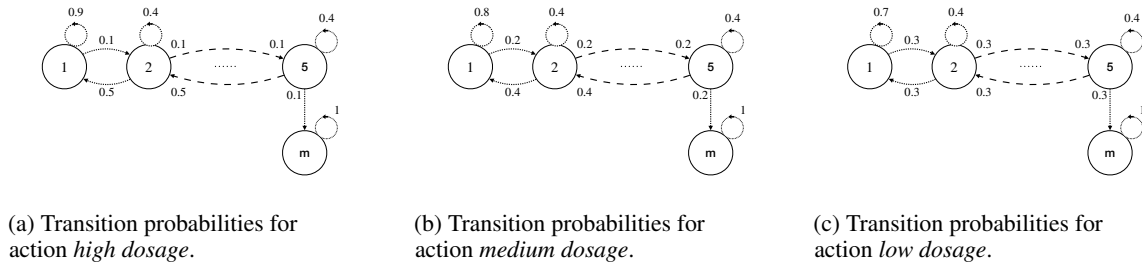 0.9 0.4 0.4
0.1 0.1 0.1
1 2 ...... 5
0.5 0.5 0.1
1
m
(a) Transition probabilities for
action high dosage.
0.8 0.4 0.4
0.2 0.2 0.2
1 2 ...... 5
0.4 0.4 0.2
1
m
(b) Transition probabilities for
action medium dosage.
0.7 0.4 0.4
0.3 0.3 0.3
1 2 ...... 5
0.3 0.3 0.3
1
m
(c) Transition probabilities for
action low dosage.